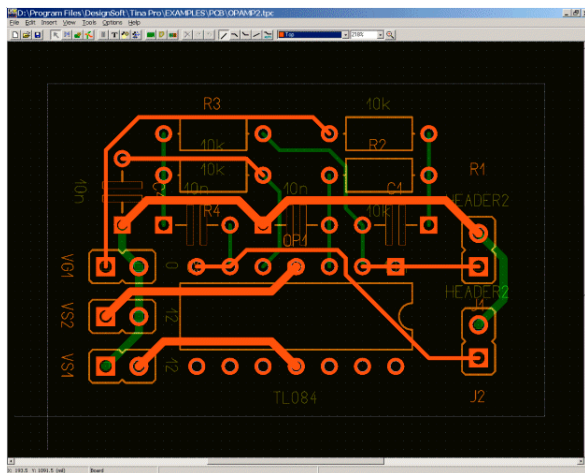 D:\Program Files\DesignSoft\Tina Pro\EXAMPLES\PCB\OPAMP2.tpc
File Edit Insert View Tools Options Help
Top
218%
R3
10k
10k
R2
10k
10n
C2
10n
10n
C1
R1
HEADER2
R4
10k
OP1
VG1
0
HEADER2
J1
VS2
12
VS1
12
TL084
J2
Board